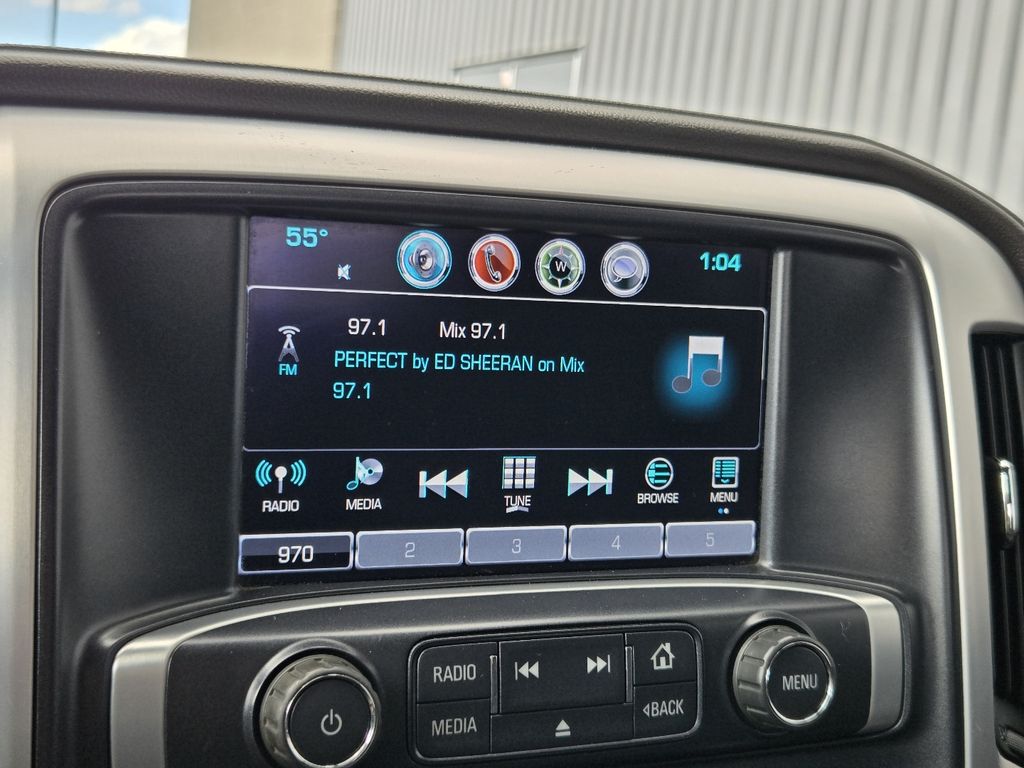 55°
W
1:04
97.1 Mix 97.1
FM
PERFECT by ED SHEERAN on Mix
97.1
RADIO MEDIA TUNE BROWSE MENU
970 2 3 4 5
RADIO
MEDIA
BACK
MENU